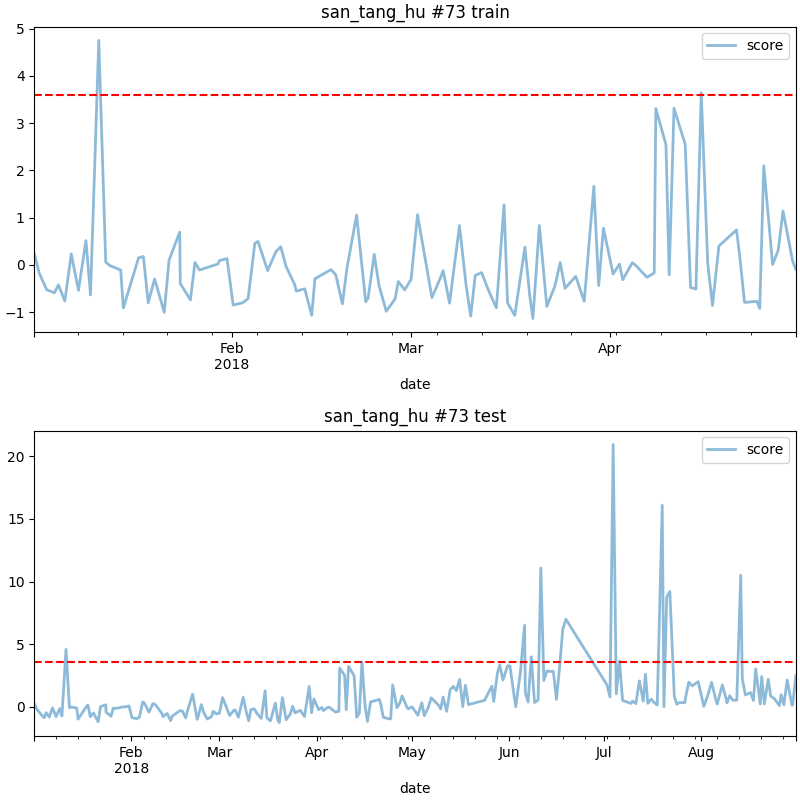 san_tang_hu #73 train
score
5
4
3
2
1
0
−1
Feb
2018
Mar
Apr
date
san_tang_hu #73 test
score
20
15
10
5
0
Feb
2018
Mar
Apr
May
Jun
Jul
Aug
date